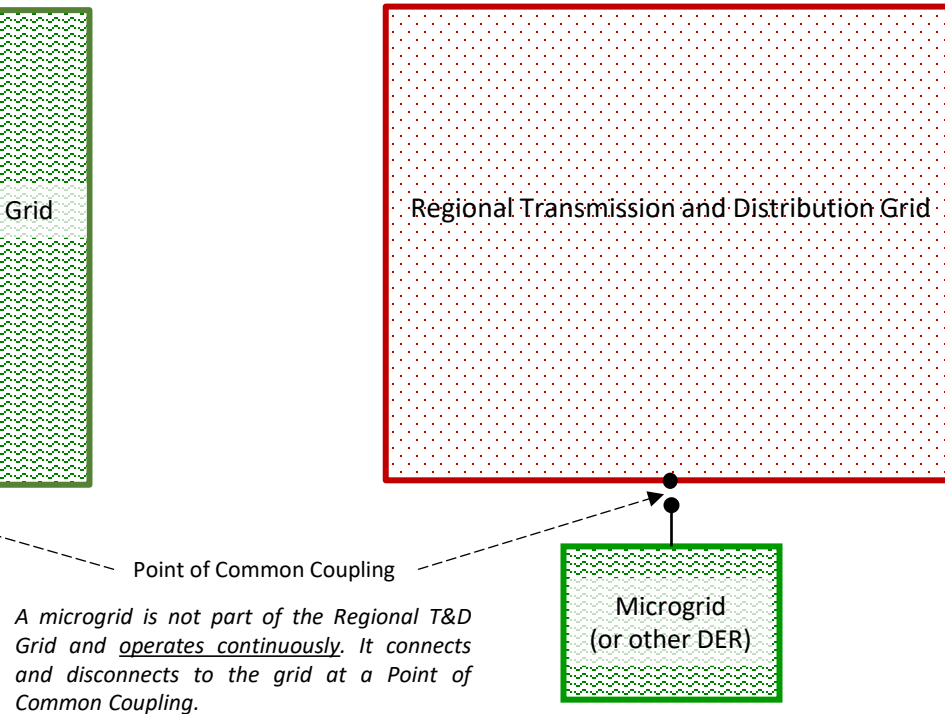 Grid
Regional Transmission and Distribution Grid
Point of Common Coupling
A microgrid is not part of the Regional T&D
Grid and operates continuously. It connects
and disconnects to the grid at a Point of
Common Coupling.
Microgrid
(or other DER)